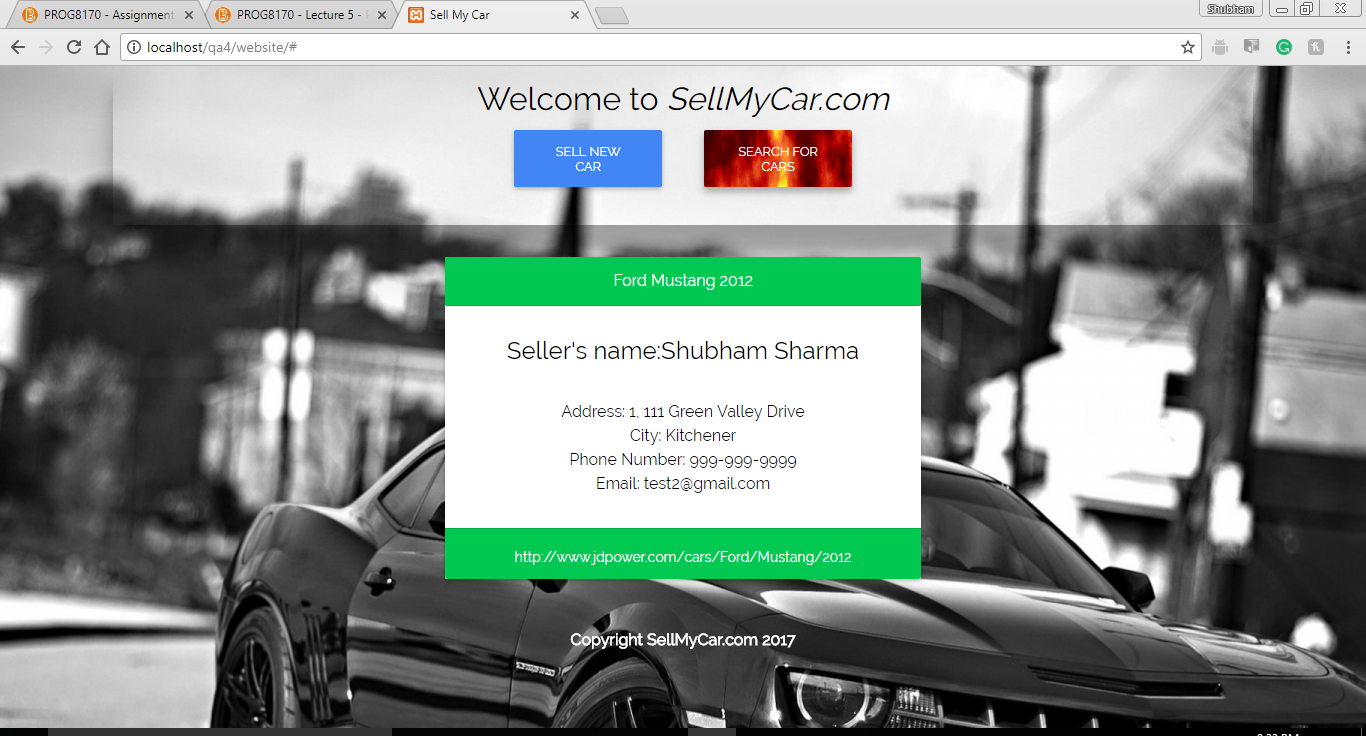 PROG8170 - Assignment
PROG8170 - Lecture 5 -
Sell My Car
Shubham
localhost/qa4/website/#
Welcome to SellMyCar.com
SELL NEW
CAR
SEARCH FOR
CARS
Ford Mustang 2012
Seller's name:Shubham Sharma
Address: 1, 111 Green Valley Drive
City: Kitchener
Phone Number: 999-999-9999
Email: test2@gmail.com
http://www.jdpower.com/cars/Ford/Mustang/2012
Copyright SellMyCar.com 2017